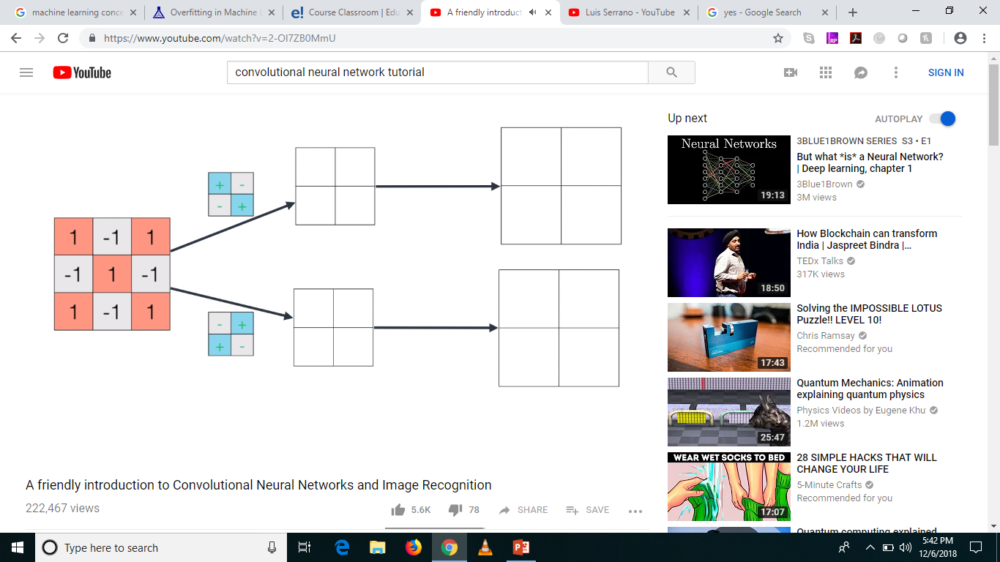 machine learning conce
Overfitting in Machine
Course Classroom | Edu
A friendly introduct
Luis Serrano - YouTube
yes - Google Search
https://www.youtube.com/watch?v=2-Ol7ZB0MmU
RP
YouTube
convolutional neural network tutorial
SIGN IN
+ -
- +
1 -1 1
-1 1 -1
1 -1 1
- +
+ -
Up next
AUTOPLAY
Neural Networks
19:13
3BLUE1BROWN SERIES S3 • E1
But what *is* a Neural Network?
| Deep learning, chapter 1
3Blue1Brown
3M views
18:50
How Blockchain can transform
India | Jaspreet Bindra |...
TEDx Talks
317K views
17:43
Solving the IMPOSSIBLE LOTUS
Puzzle!! LEVEL 10!
Chris Ramsay
Recommended for you
25:47
Quantum Mechanics: Animation
explaining quantum physics
Physics Videos by Eugene Khu
1.2M views
WEAR WET SOCKS TO BED
17:07
28 SIMPLE HACKS THAT WILL
CHANGE YOUR LIFE
5-Minute Crafts
Recommended for you
Quantum computing explained
A friendly introduction to Convolutional Neural Networks and Image Recognition
222,467 views
5.6K
78
SHARE
SAVE
Type here to search
5:42 PM
12/6/2018